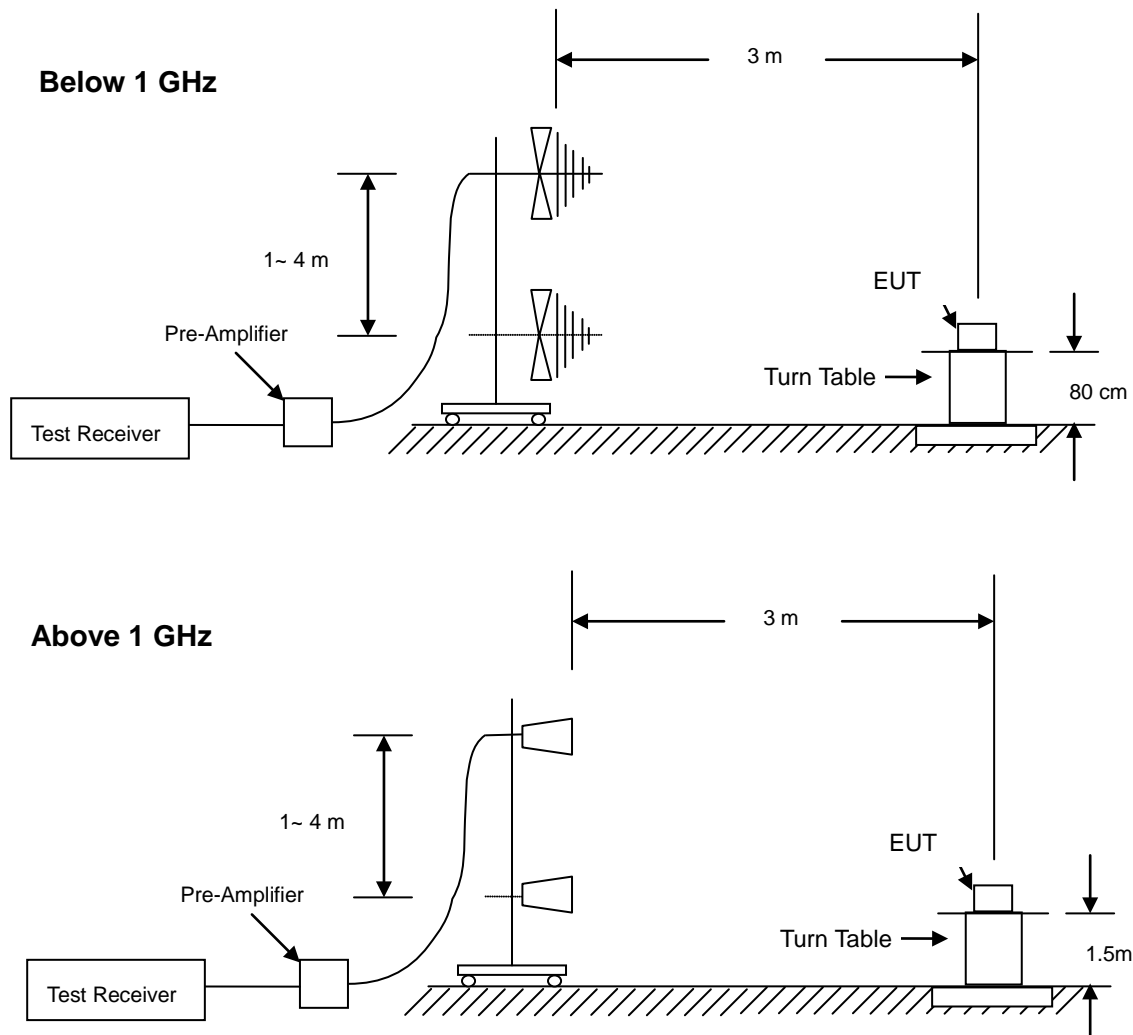 3 m
Below 1 GHz
1~ 4 m
EUT
Pre-Amplifier
Turn Table
80 cm
Test Receiver
3 m
Above 1 GHz
1~ 4 m
EUT
Pre-Amplifier
Turn Table
1.5m
Test Receiver